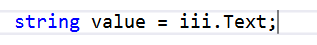 string value = iii.Text;